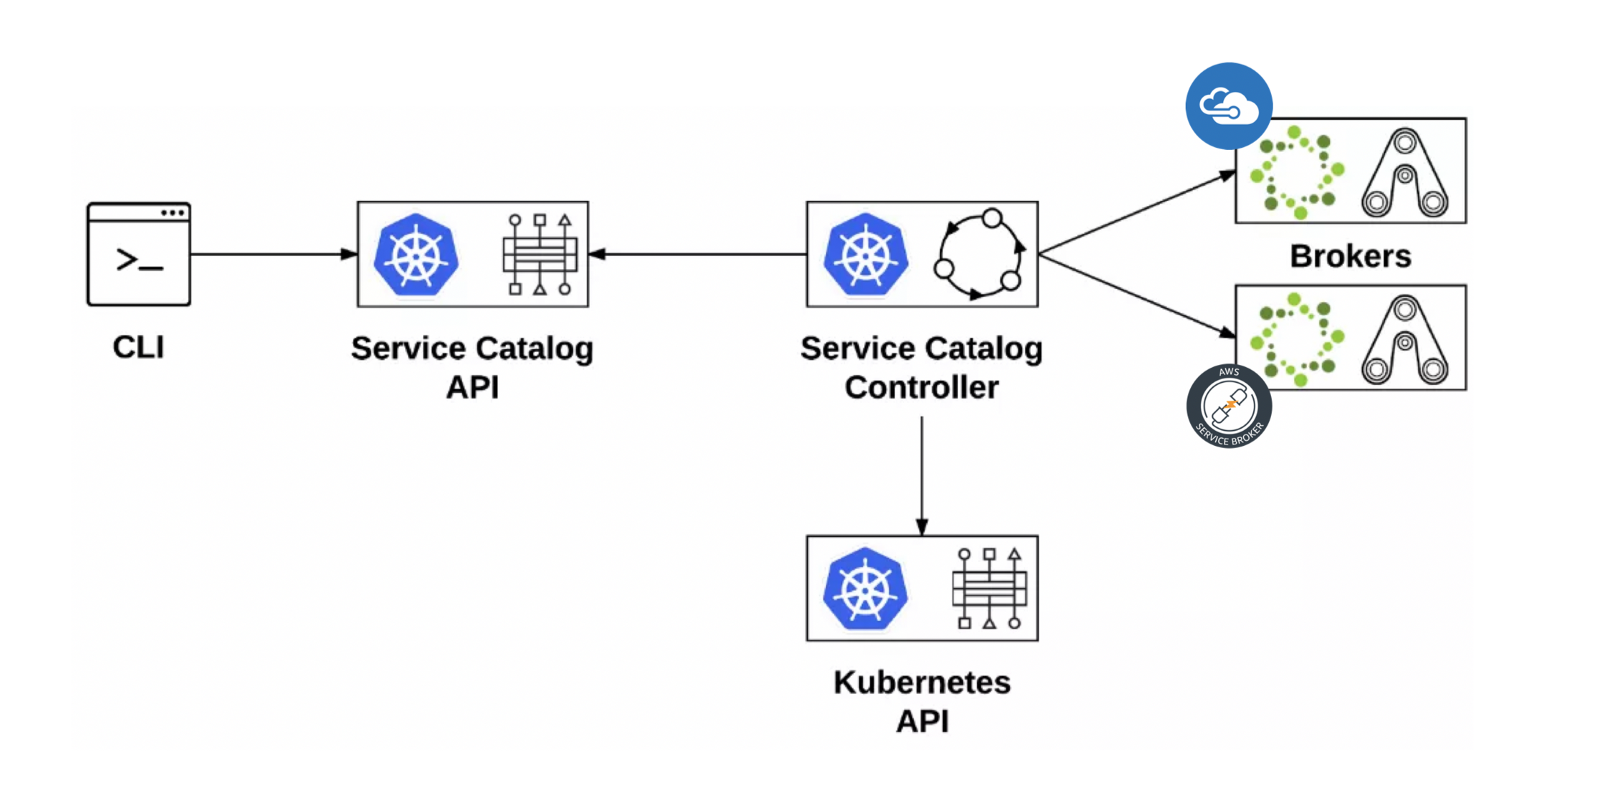 >_
CLI
Service Catalog
API
Service Catalog
Controller
Brokers
AWS
SERVICE BROKER
Kubernetes
API